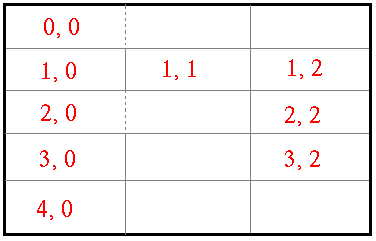 0, 0
1, 0 1, 1 1, 2
2, 0 2, 2
3, 0 3, 2
4, 0